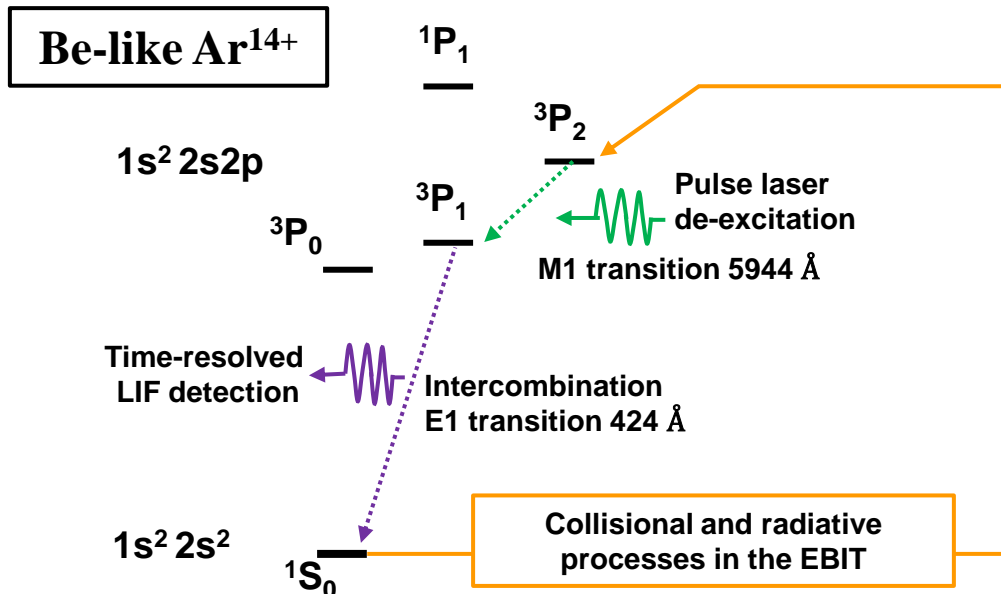 Be-like Ar¹⁴⁺
¹P₁
³P₂
1s² 2s2p
³P₁
Pulse laser
de-excitation
³P₀
M1 transition 5944 Å
Time-resolved
LIF detection
Intercombination
E1 transition 424 Å
Collisional and radiative
processes in the EBIT
1s² 2s²
¹S₀